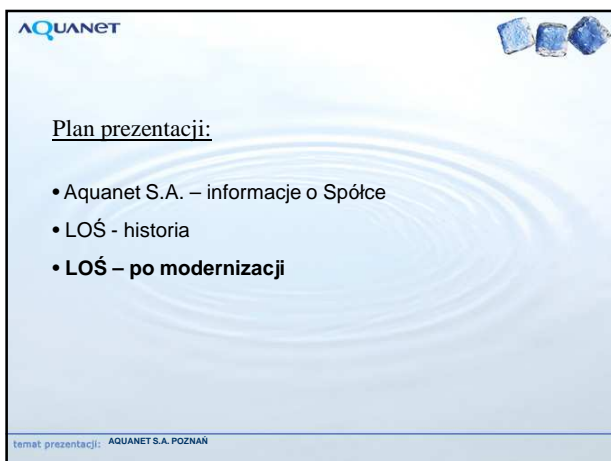 AQUANET
Plan prezentacji:
• Aquanet S.A. – informacje o Spółce
• LOŚ - historia
• LOŚ – po modernizacji
temat prezentacji: AQUANET S.A. POZNAŃ